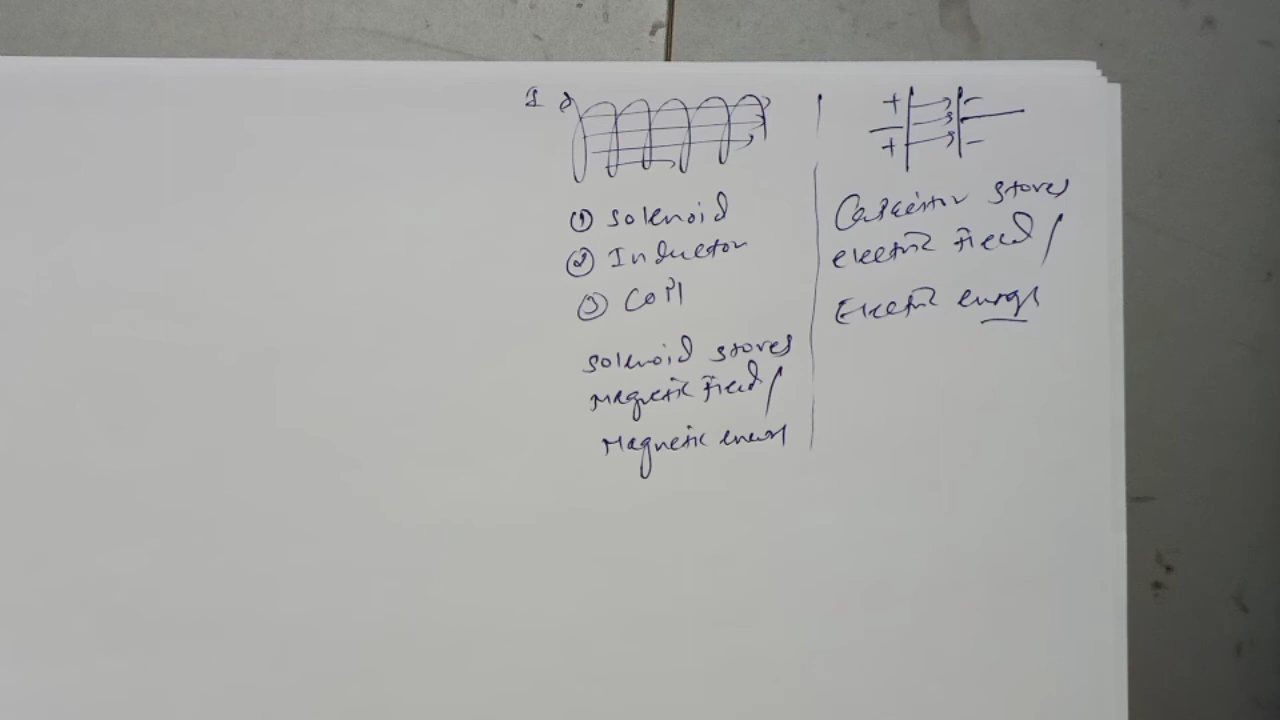 I
① Solenoid
② Inductor
③ Coil
Solenoid stores
Magnetic Field /
Magnetic energy
+ -
+ -
Capacitor stores
electric field /
Electric energy